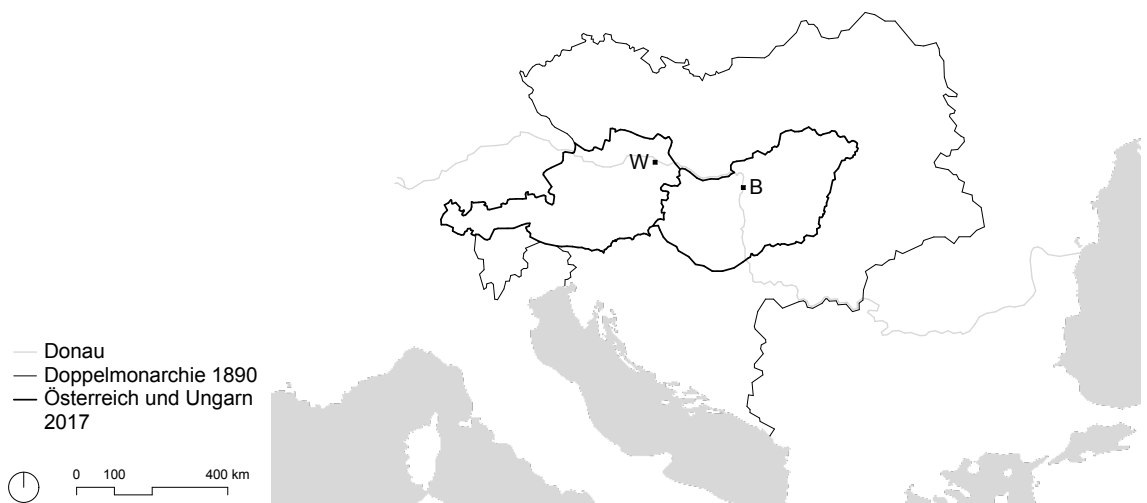 W
B
Donau
Doppelmonarchie 1890
Österreich und Ungarn
2017
0 100 400 km